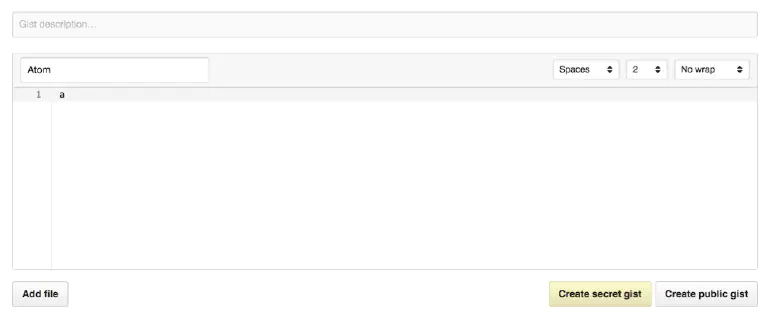 Gist description...
Atom
Spaces 2 No wrap
1 a
Add file
Create secret gist Create public gist